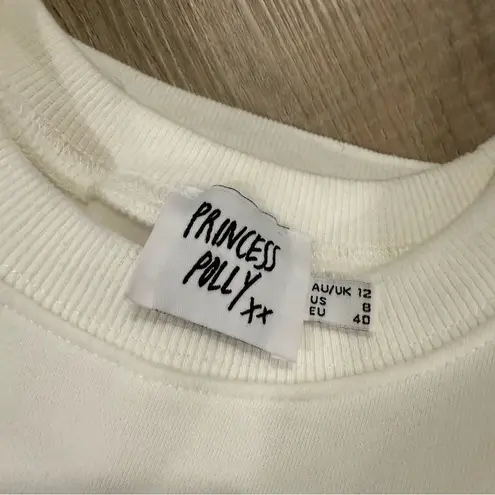 PRINCESS
POLLY
xx
AU/UK 12
US 8
EU 40